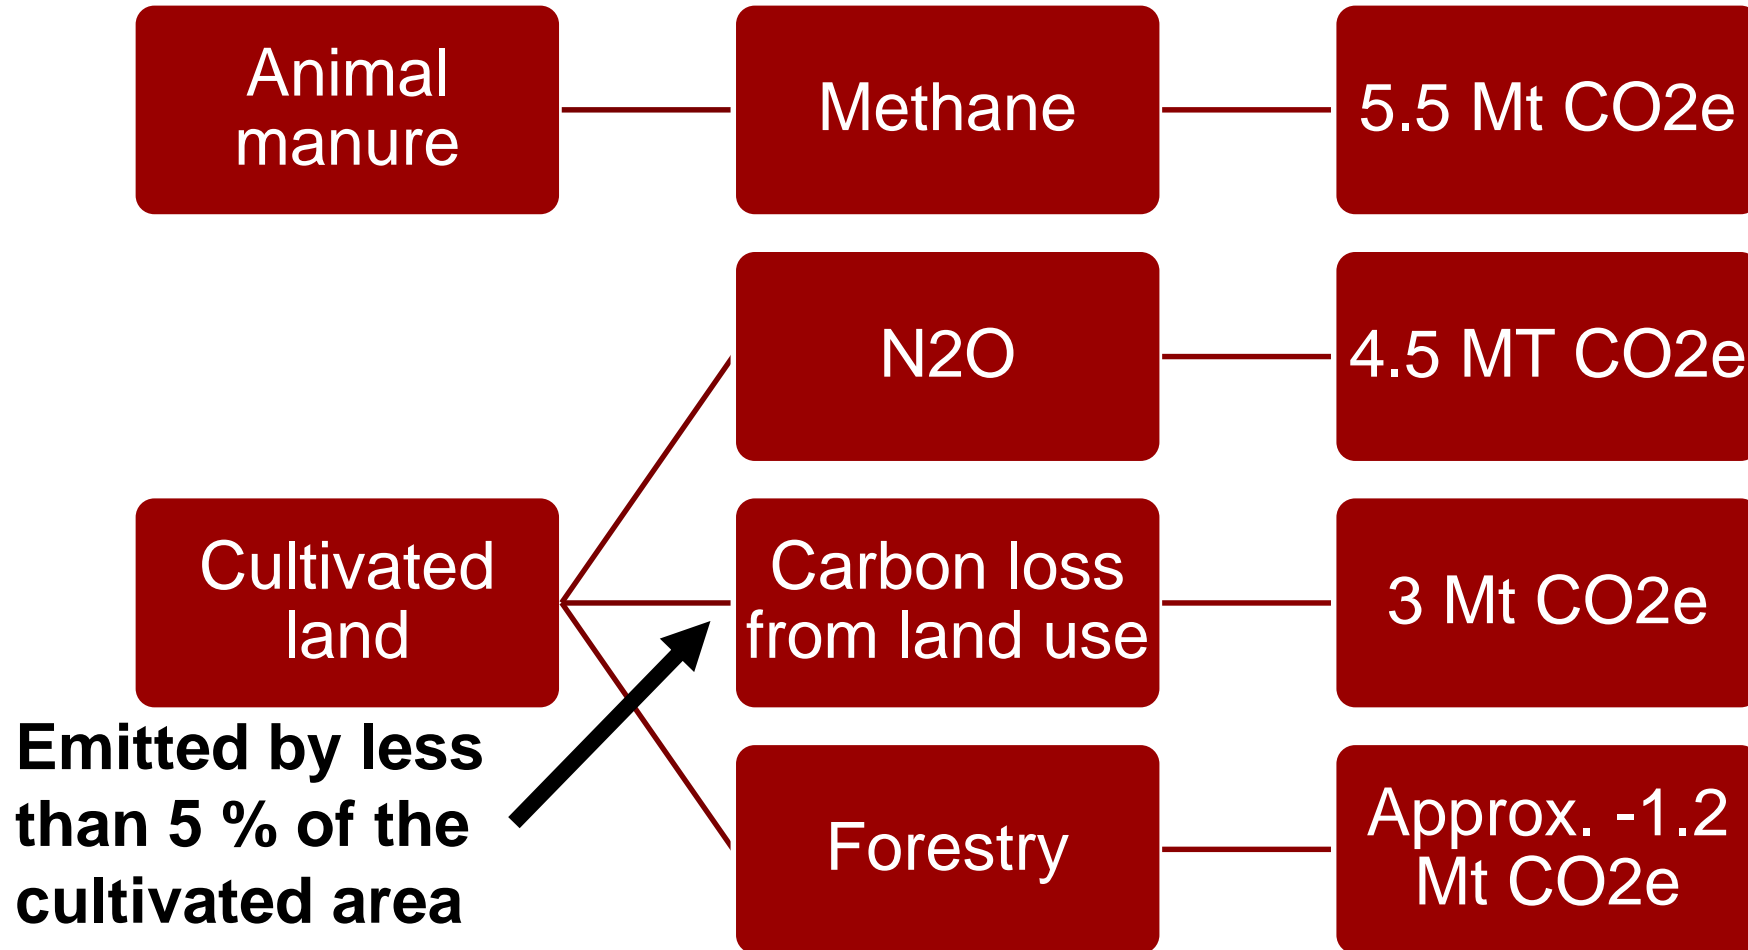 Animal
manure
Methane
5.5 Mt CO2e
N2O
4.5 MT CO2e
Cultivated
land
Carbon loss
from land use
3 Mt CO2e
Emitted by less
than 5 % of the
cultivated area
Forestry
Approx. -1.2
Mt CO2e